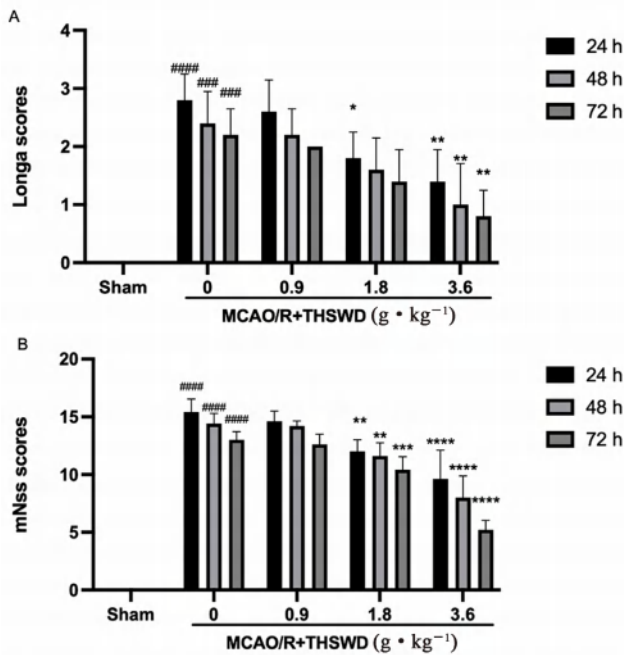 A
4
3
2
1
0
Longa scores
#### ### ###
*
** ** **
24 h
48 h
72 h
Sham 0 0.9 1.8 3.6
MCAO/R+THSWD (g · kg⁻¹)
B
20
15
10
5
0
mNss scores
#### #### ####
** ** ***
**** **** ****
24 h
48 h
72 h
Sham 0 0.9 1.8 3.6
MCAO/R+THSWD (g · kg⁻¹)